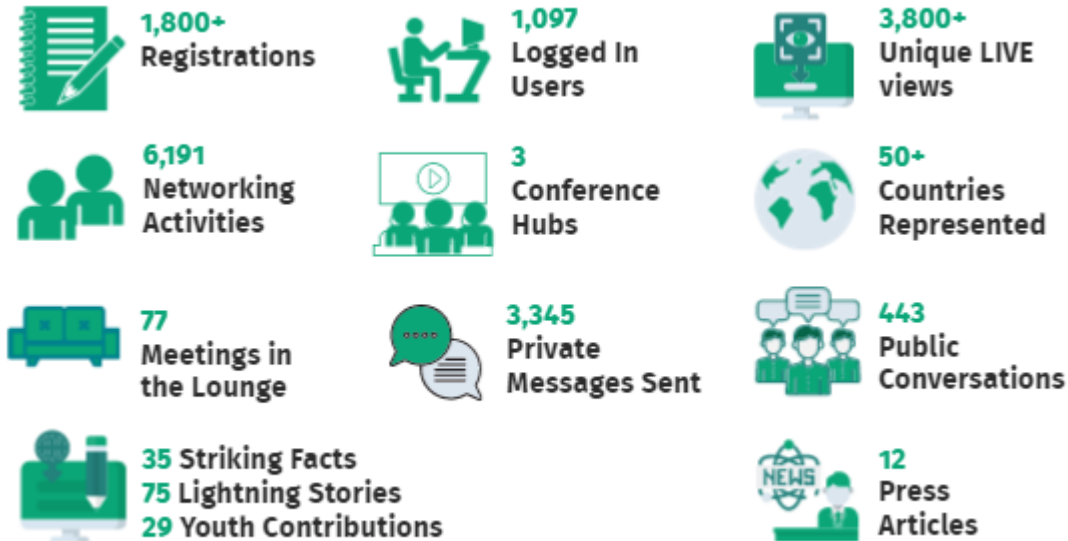 1,800+
Registrations
1,097
Logged In
Users
3,800+
Unique LIVE
views
6,191
Networking
Activities
3
Conference
Hubs
50+
Countries
Represented
77
Meetings in
the Lounge
3,345
Private
Messages Sent
443
Public
Conversations
35 Striking Facts
75 Lightning Stories
29 Youth Contributions
NEWS
12
Press
Articles